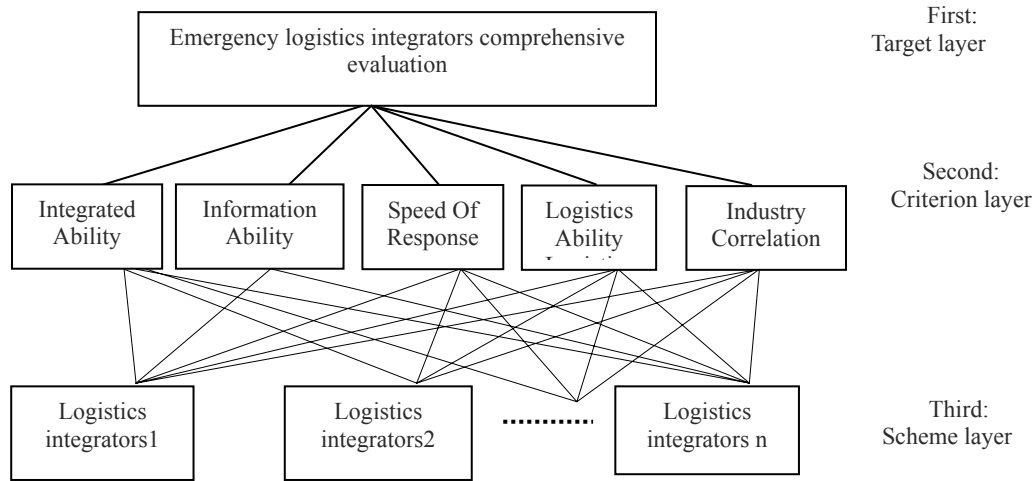 First:
Target layer
Emergency logistics integrators comprehensive
evaluation
Second:
Criterion layer
Integrated
Ability
Information
Ability
Speed Of
Response
Logistics
Ability
Industry
Correlation
Third:
Scheme layer
Logistics
integrators1
Logistics
integrators2
Logistics
integrators n